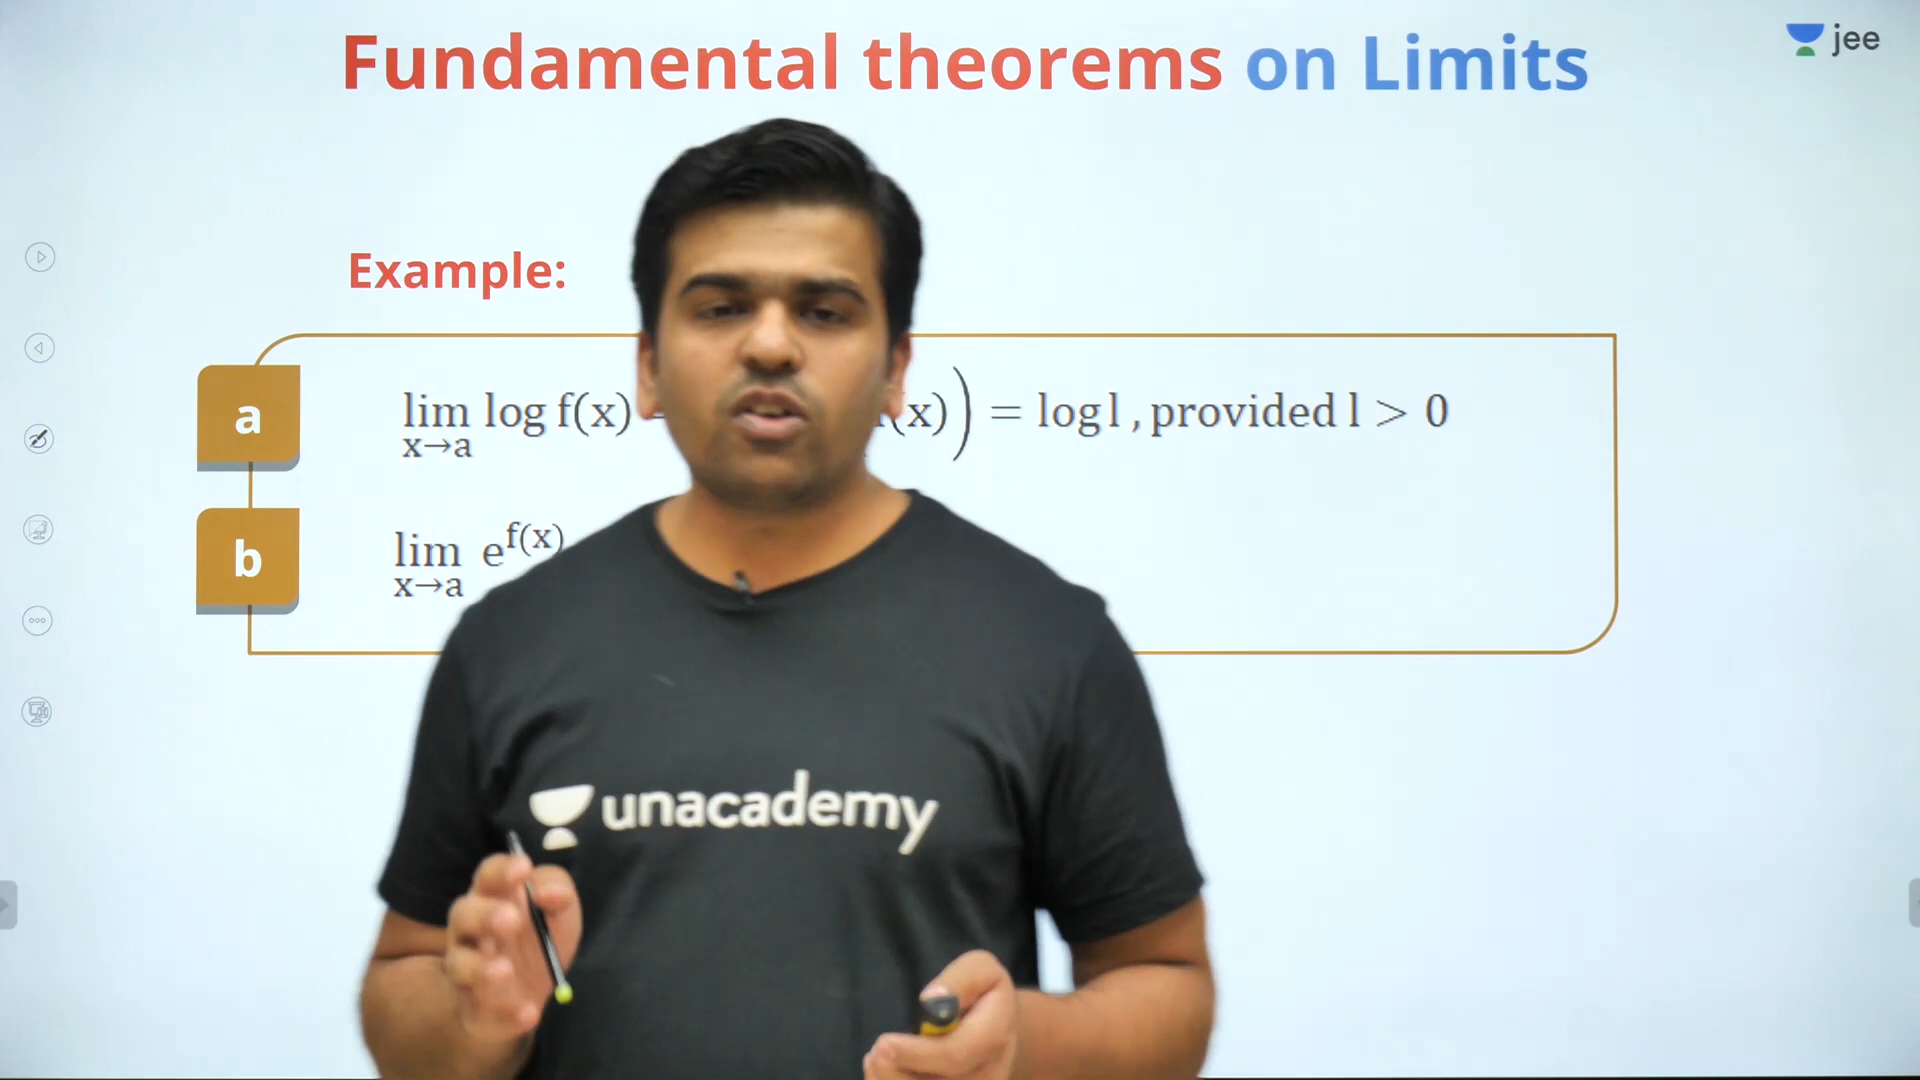 Fundamental theorems on Limits
jee
Example:
a lim log f(x) (x)) = log l , provided l > 0
x→a
b lim e^f(x)
x→a
unacademy